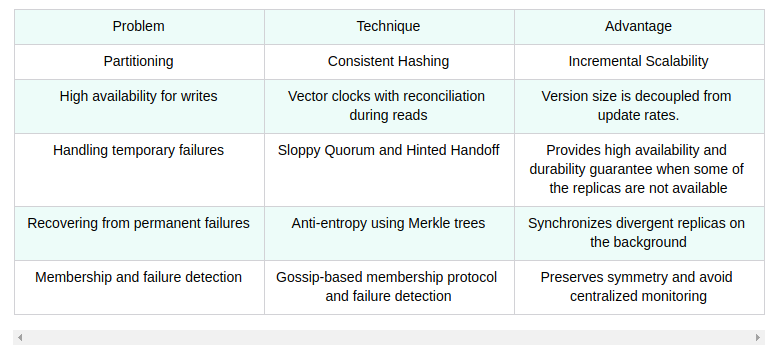 Problem Technique Advantage
Partitioning Consistent Hashing Incremental Scalability
High availability for writes Vector clocks with reconciliation Version size is decoupled from
during reads update rates.
Handling temporary failures Sloppy Quorum and Hinted Handoff Provides high availability and
durability guarantee when some of
the replicas are not available
Recovering from permanent failures Anti-entropy using Merkle trees Synchronizes divergent replicas on
the background
Membership and failure detection Gossip-based membership protocol Preserves symmetry and avoid
and failure detection centralized monitoring